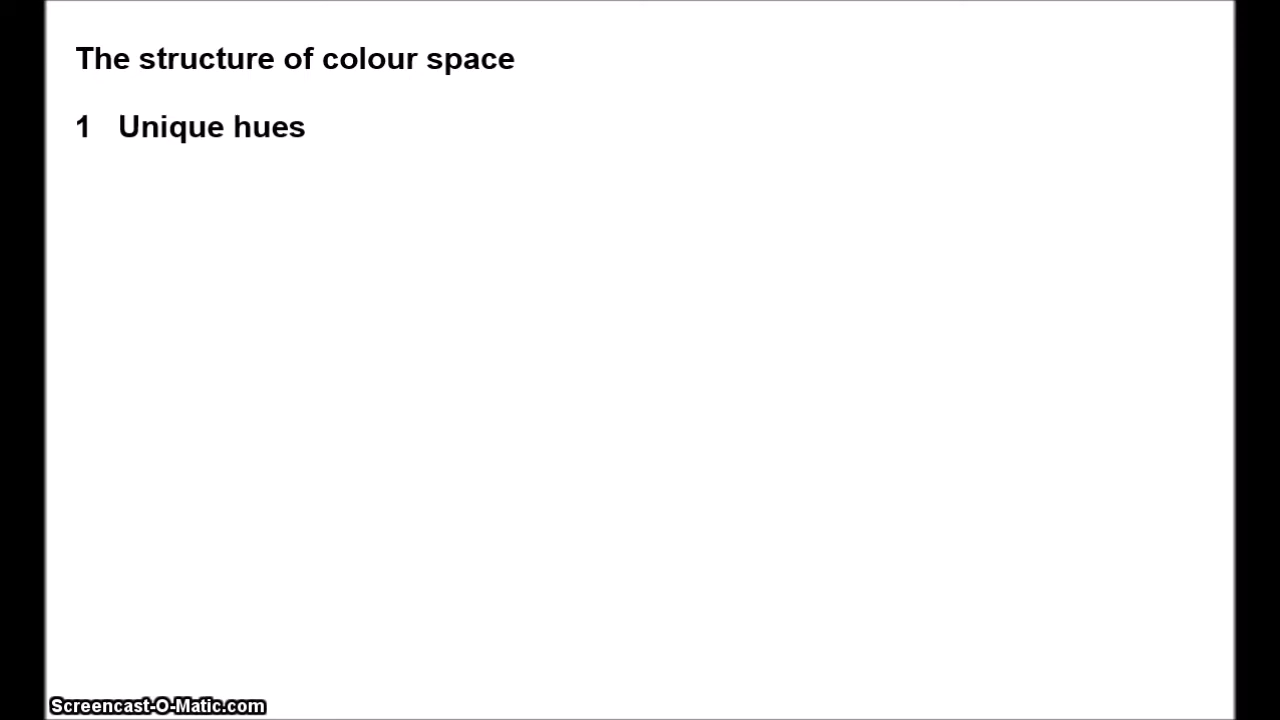 The structure of colour space
1 Unique hues
Screencast-O-Matic.com